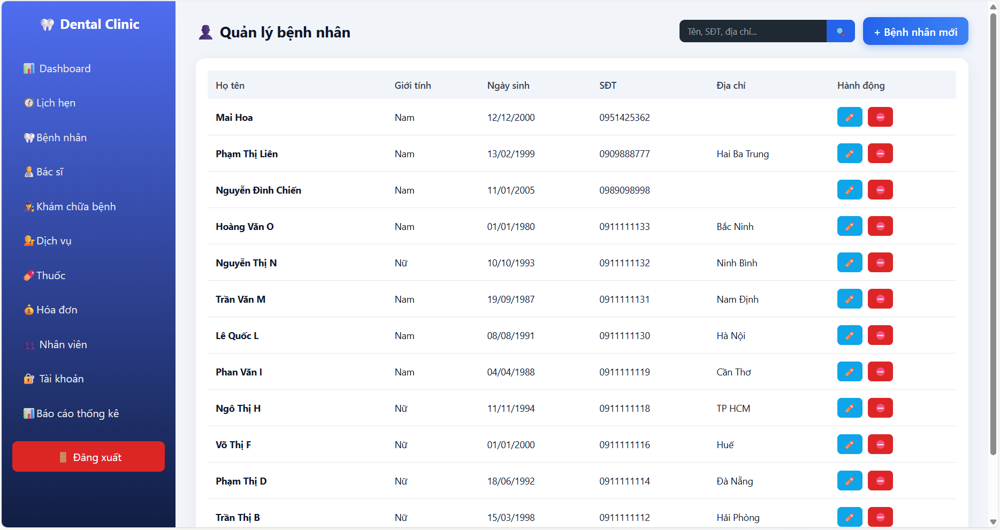 Dental Clinic
Dashboard
Lịch hẹn
Bệnh nhân
Bác sĩ
Khám chữa bệnh
Dịch vụ
Thuốc
Hóa đơn
Nhân viên
Tài khoản
Báo cáo thống kê
Đăng xuất
Quản lý bệnh nhân
Tên, SĐT, địa chỉ...
+ Bệnh nhân mới
Họ tên Giới tính Ngày sinh SĐT Địa chỉ Hành động
Mai Hoa Nam 12/12/2000 0951425362
Phạm Thị Liên Nam 13/02/1999 0909888777 Hai Ba Trung
Nguyễn Đình Chiến Nam 11/01/2005 0989098998
Hoàng Văn O Nam 01/01/1980 0911111133 Bắc Ninh
Nguyễn Thị N Nữ 10/10/1993 0911111132 Ninh Bình
Trần Văn M Nam 19/09/1987 0911111131 Nam Định
Lê Quốc L Nam 08/08/1991 0911111130 Hà Nội
Phan Văn I Nam 04/04/1988 0911111119 Cần Thơ
Ngô Thị H Nữ 11/11/1994 0911111118 TP HCM
Võ Thị F Nữ 01/01/2000 0911111116 Huế
Phạm Thị D Nữ 18/06/1992 0911111114 Đà Nẵng
Trần Thị B Nữ 15/03/1998 0911111112 Hải Phòng